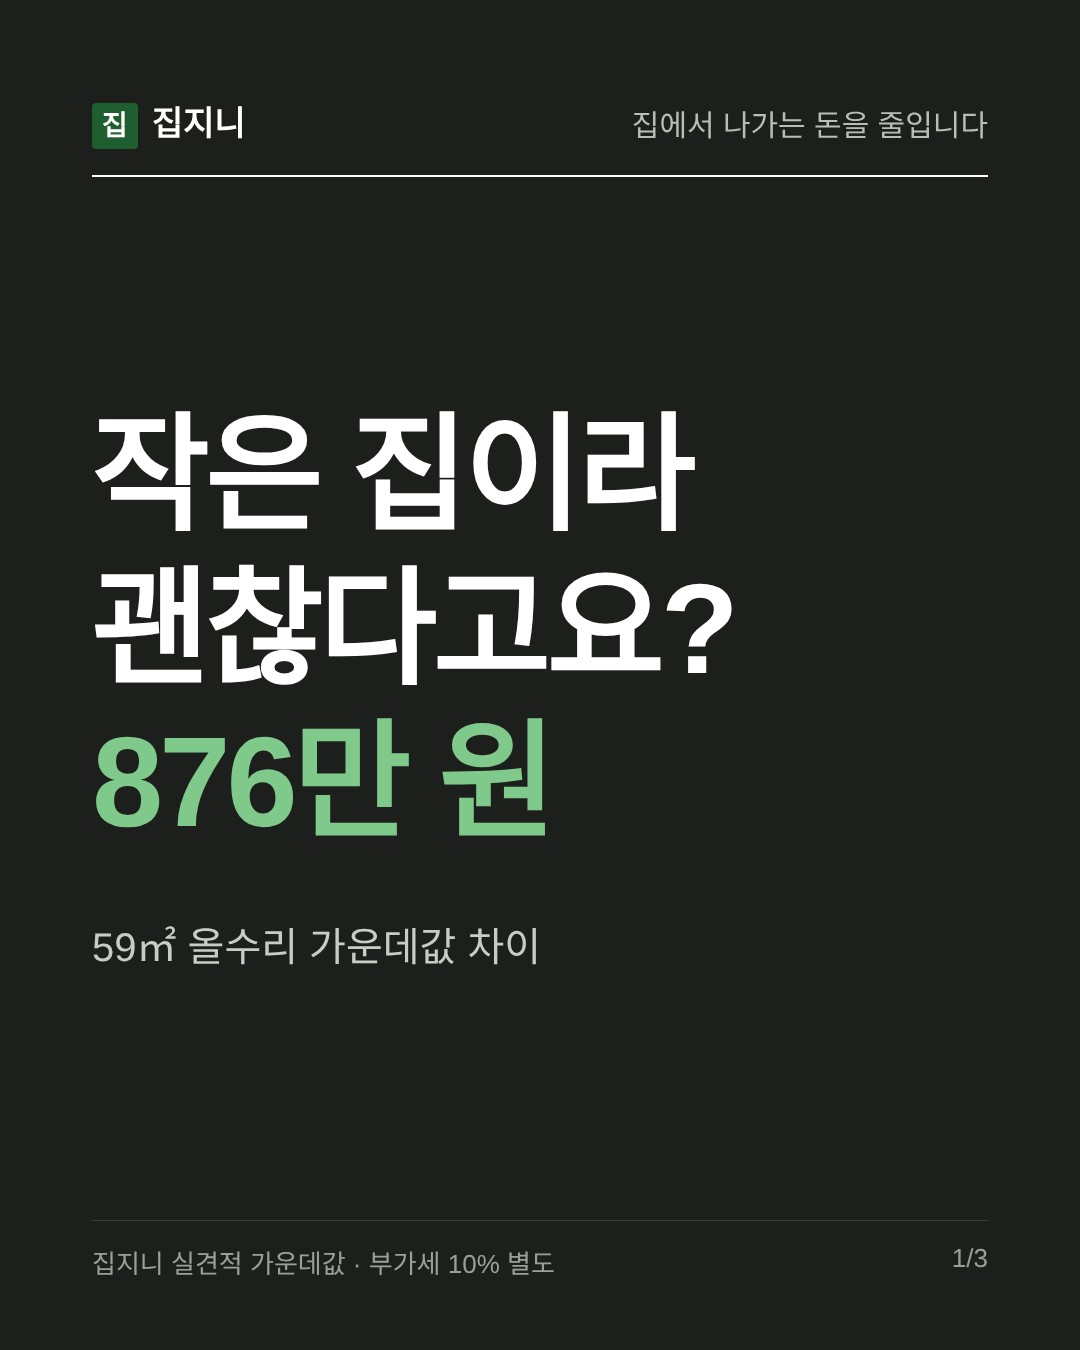 집 집지니
집에서 나가는 돈을 줄입니다
작은 집이라
괜찮다고요?
876만 원
59㎡ 올수리 가운데값 차이
집지니 실견적 가운데값 · 부가세 10% 별도
1/3